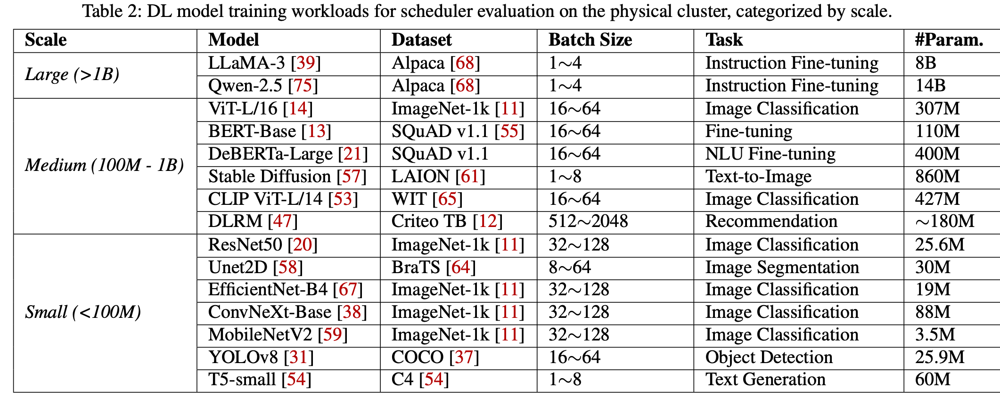 Table 2: DL model training workloads for scheduler evaluation on the physical cluster, categorized by scale.
Scale Model Dataset Batch Size Task #Param.
Large (>1B)
LLaMA-3 [39] Alpaca [68] 1∼4 Instruction Fine-tuning 8B
Qwen-2.5 [75] Alpaca [68] 1∼4 Instruction Fine-tuning 14B
Medium (100M - 1B)
ViT-L/16 [14] ImageNet-1k [11] 16∼64 Image Classification 307M
BERT-Base [13] SQuAD v1.1 [55] 16∼64 Fine-tuning 110M
DeBERTa-Large [21] SQuAD v1.1 16∼64 NLU Fine-tuning 400M
Stable Diffusion [57] LAION [61] 1∼8 Text-to-Image 860M
CLIP ViT-L/14 [53] WIT [65] 16∼64 Image Classification 427M
DLRM [47] Criteo TB [12] 512∼2048 Recommendation ∼180M
Small (<100M)
ResNet50 [20] ImageNet-1k [11] 32∼128 Image Classification 25.6M
Unet2D [58] BraTS [64] 8∼64 Image Segmentation 30M
EfficientNet-B4 [67] ImageNet-1k [11] 32∼128 Image Classification 19M
ConvNeXt-Base [38] ImageNet-1k [11] 32∼128 Image Classification 88M
MobileNetV2 [59] ImageNet-1k [11] 32∼128 Image Classification 3.5M
YOLOv8 [31] COCO [37] 16∼64 Object Detection 25.9M
T5-small [54] C4 [54] 1∼8 Text Generation 60M